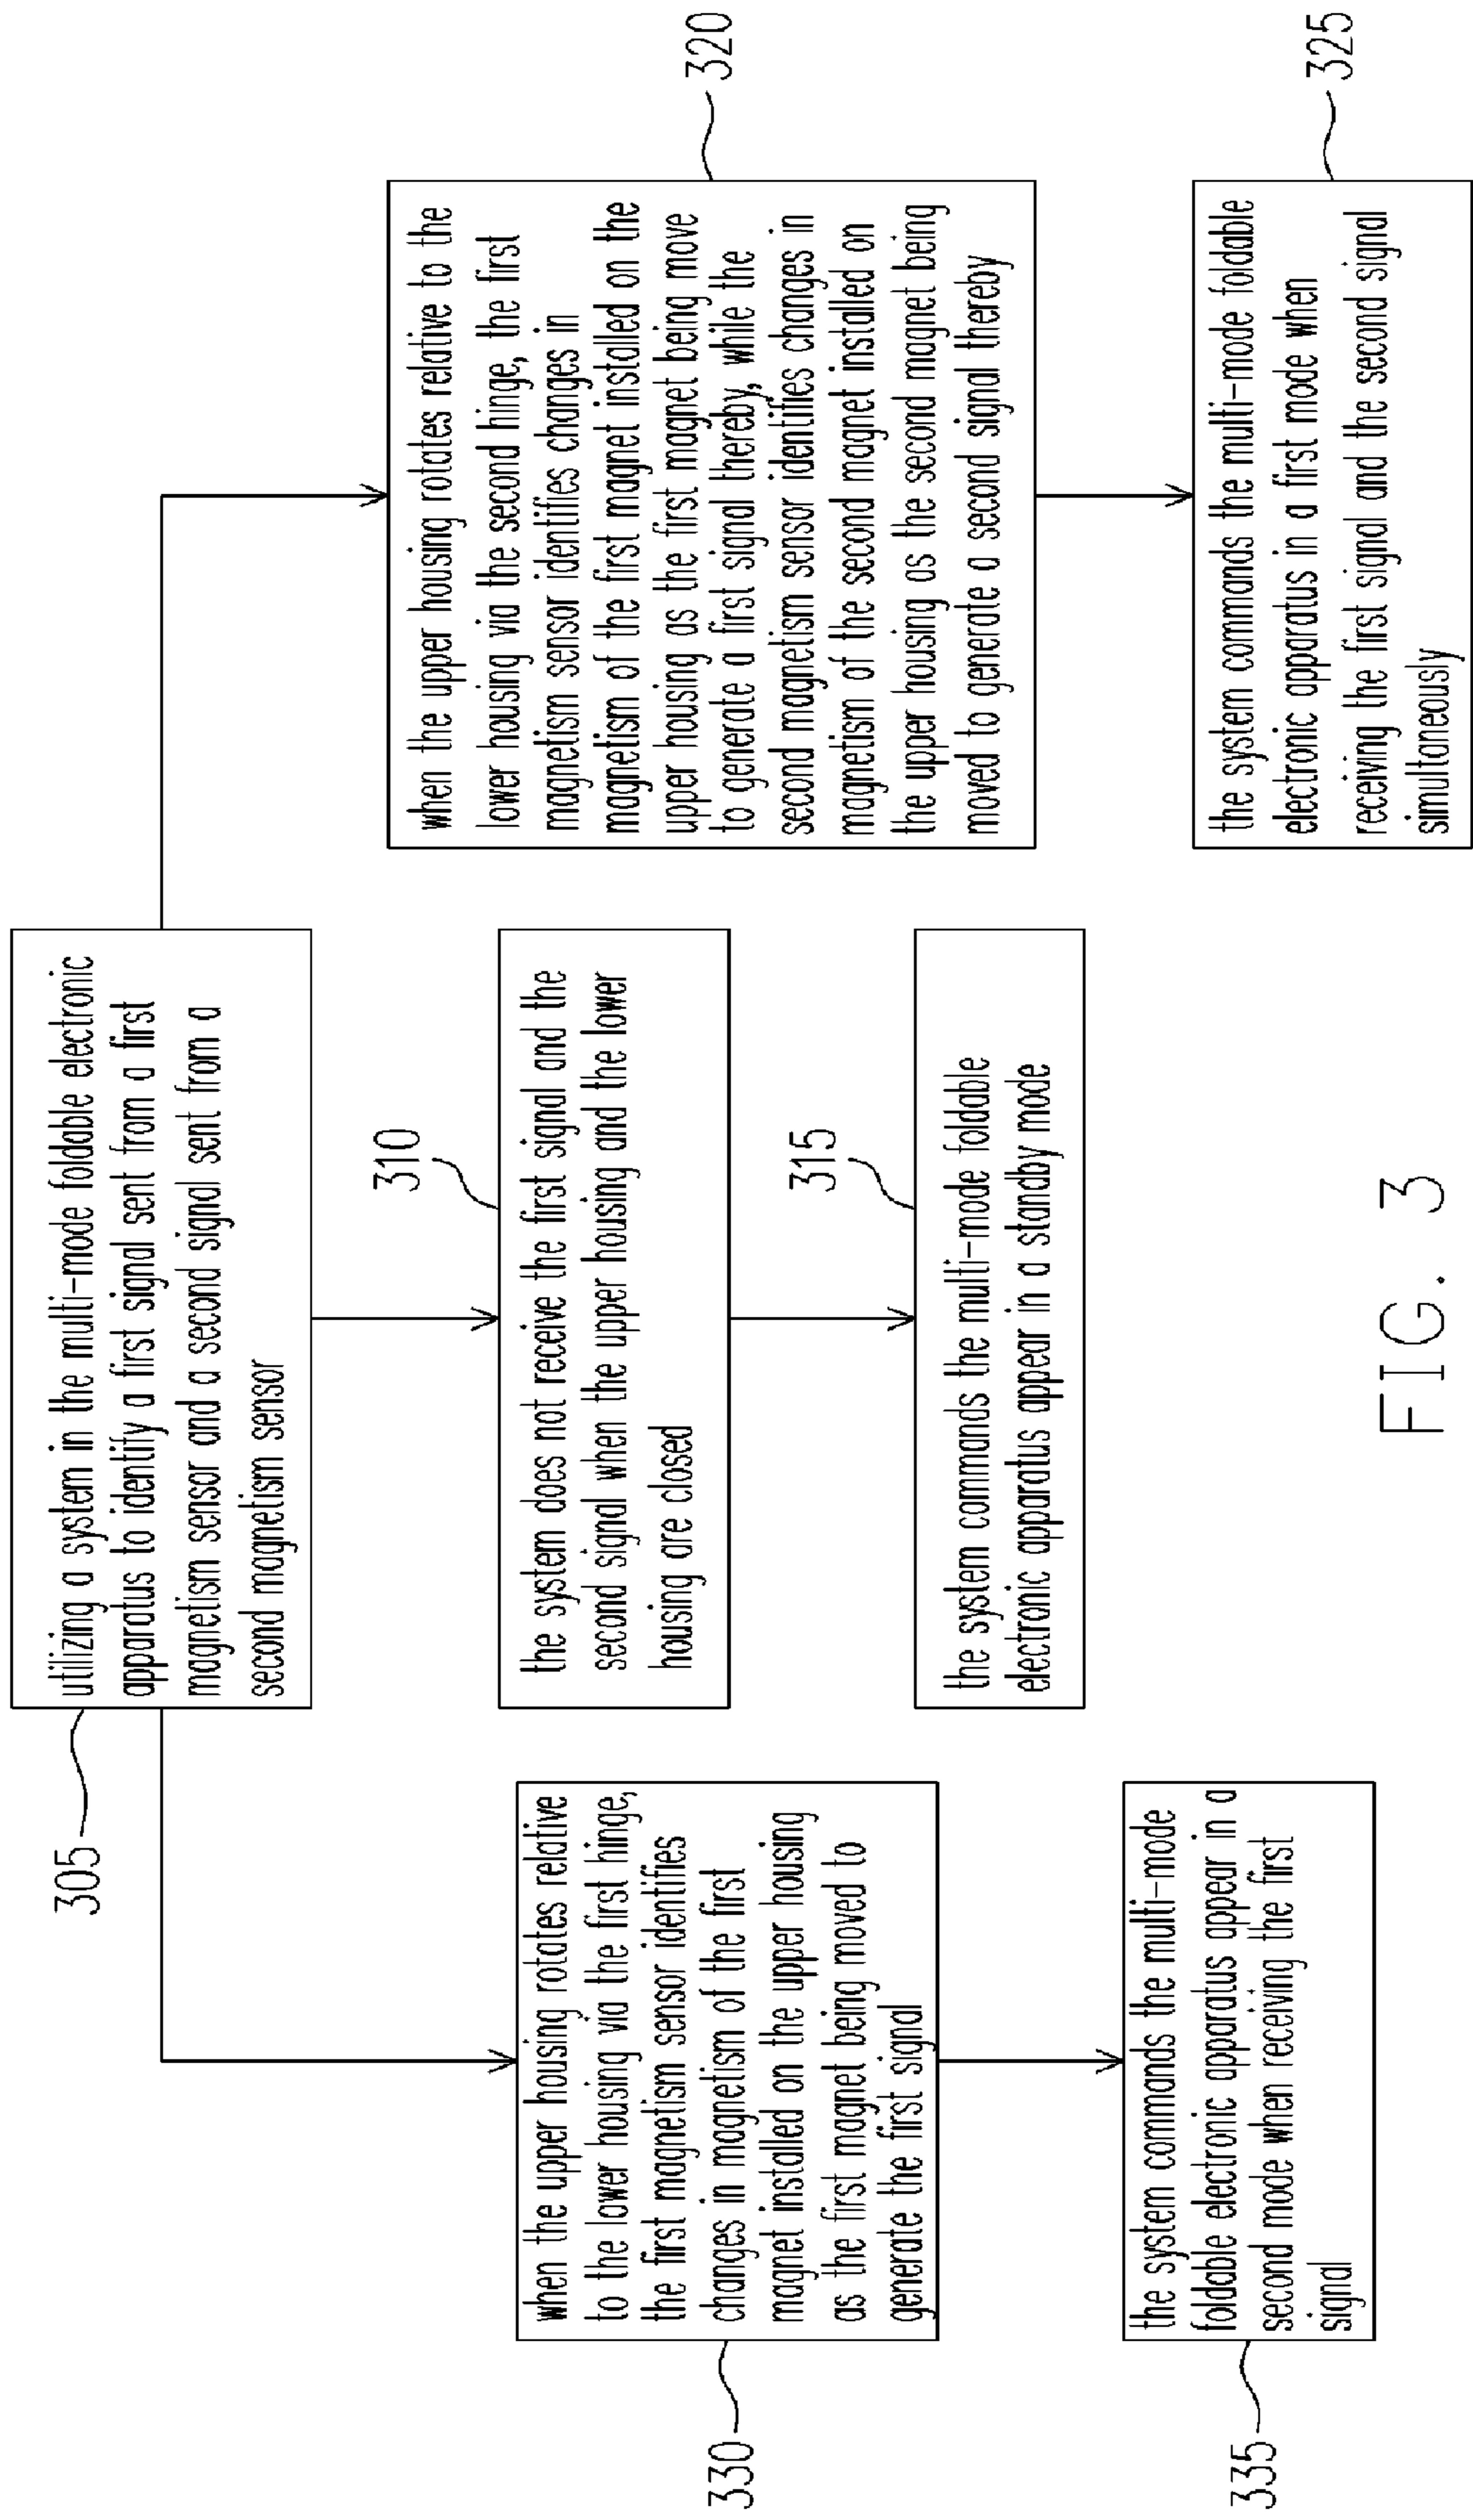 305
utilizing a system in the multi-mode foldable electronic
apparatus to identify a first signal sent from a first
magnetism sensor and a second signal sent from a
second magnetism sensor
330
when the upper housing rotates relative
to the lower housing via the first hinge,
the first magnetism sensor identifies
changes in magnetism of the first
magnet installed on the upper housing
as the first magnet being moved to
generate the first signal
335
the system commands the multi-mode
foldable electronic apparatus appear in a
second mode when receiving the first
signal
310
the system does not receive the first signal and the
second signal when the upper housing and the lower
housing are closed
315
the system commands the multi-mode foldable
electronic apparatus appear in a standby mode
320
when the upper housing rotates relative to the
lower housing via the second hinge, the first
magnetism sensor identifies changes in
magnetism of the first magnet installed on the
upper housing as the first magnet being move
to generate a first signal thereby, while the
second magnetism sensor identifies changes in
magnetism of the second magnet installed on
the upper housing as the second magnet being
moved to generate a second signal thereby
325
the system commands the multi-mode foldable
electronic apparatus in a first mode when
receiving the first signal and the second signal
simultaneously
FIG. 3